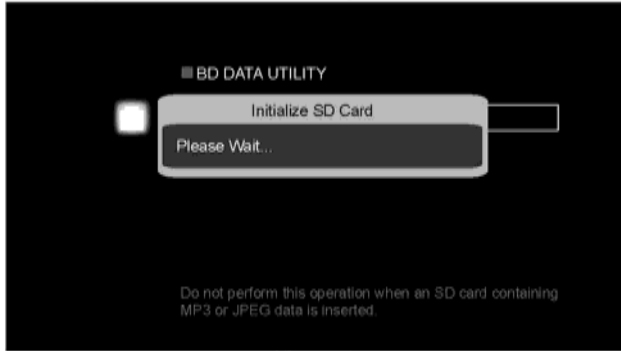 BD DATA UTILITY
Initialize SD Card
Please Wait...
Do not perform this operation when an SD card containing
MP3 or JPEG data is inserted.